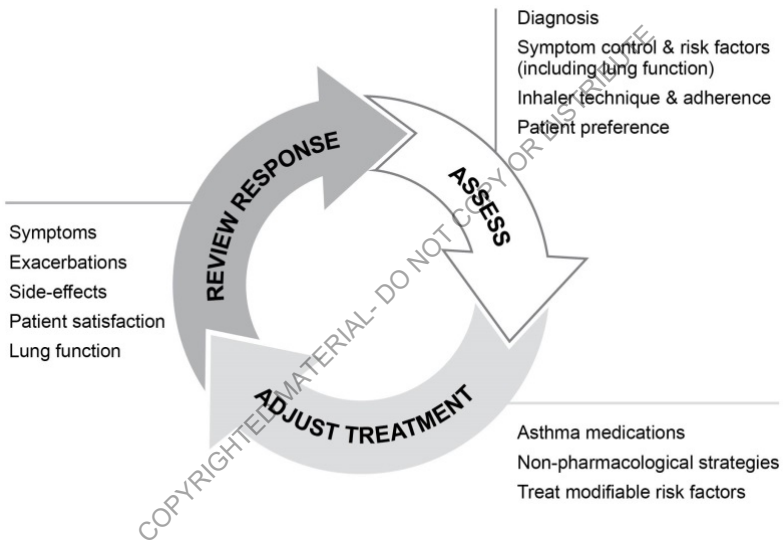 Diagnosis
Symptom control & risk factors
(including lung function)
Inhaler technique & adherence
Patient preference
REVIEW RESPONSE
ASSESS
Symptoms
Exacerbations
Side-effects
Patient satisfaction
Lung function
ADJUST TREATMENT
Asthma medications
Non-pharmacological strategies
Treat modifiable risk factors
COPYRIGHTED MATERIAL- DO NOT COPY OR DISTRIBUTE